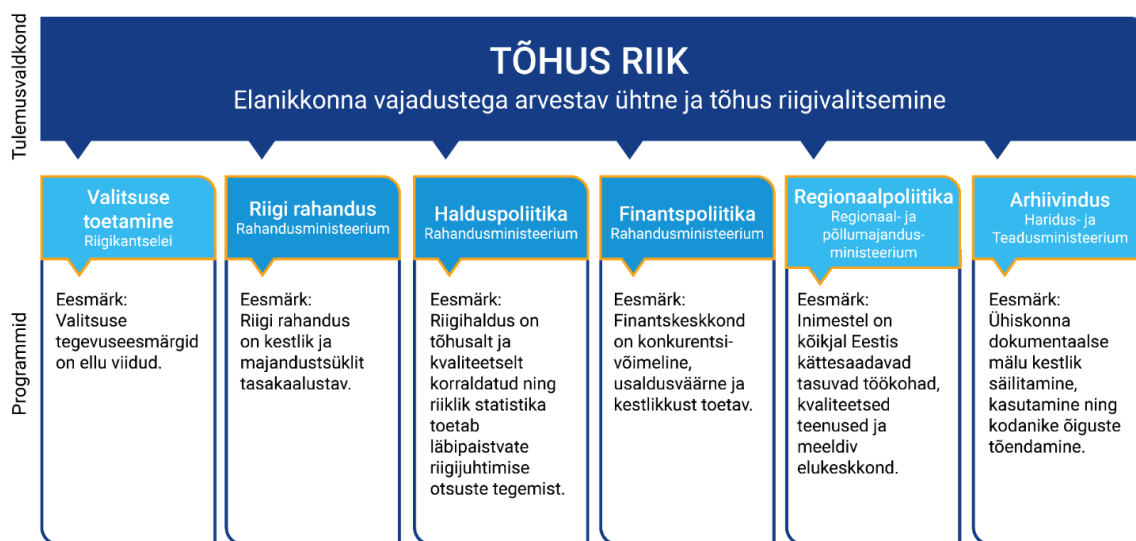 Tulemusvaldkond
TÕHUS RIIK
Elanikkonna vajadustega arvestav ühtne ja tõhus riigivalitsemine
Programmid
Valitsuse
toetamine
Riigikantselei
Eesmärk:
Valitsuse
tegevuseesmärgid
on ellu viidud.
Riigi rahandus
Rahandusministeerium
Eesmärk:
Riigi rahandus
on kestlik ja
majandustsüklit
tasakaalustav.
Halduspoliitika
Rahandusministeerium
Eesmärk:
Riigihaldus on
tõhusalt ja
kvaliteetselt
korraldatud ning
riiklik statistika
toetab
läbipaistvate
riigijuhtimise
otsuste tegemist.
Finantspoliitika
Rahandusministeerium
Eesmärk:
Finantskeskkond
on konkurentsi-
võimeline,
usaldusväärne ja
kestlikkust toetav.
Regionaalpoliitika
Regionaal- ja
põllumajandus-
ministeerium
Eesmärk:
Inimestel on
kõikjal Eestis
kättesaadavad
tasuvad töökohad,
kvaliteetsed
teenused ja
meeldiv
elukeskkond.
Arhiivindus
Haridus- ja
Teadusministeerium
Eesmärk:
Ühiskonna
dokumentaalse
mälu kestlik
säilitamine,
kasutamine ning
kodanike õiguste
tõendamine.